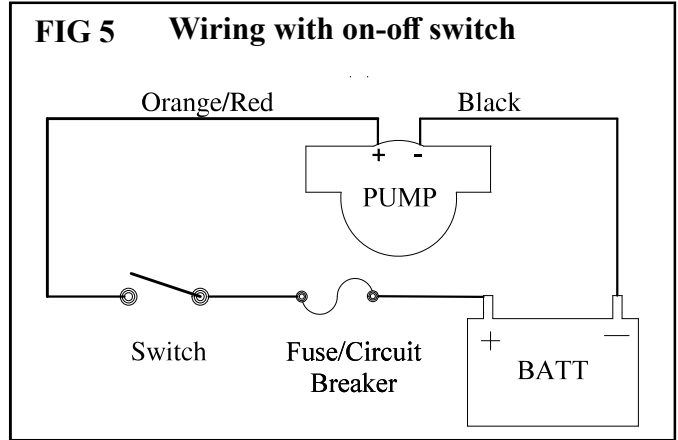 FIG 5 Wiring with on-off switch
Orange/Red Black
+ -
PUMP
Switch Fuse/Circuit
Breaker
+ —
BATT